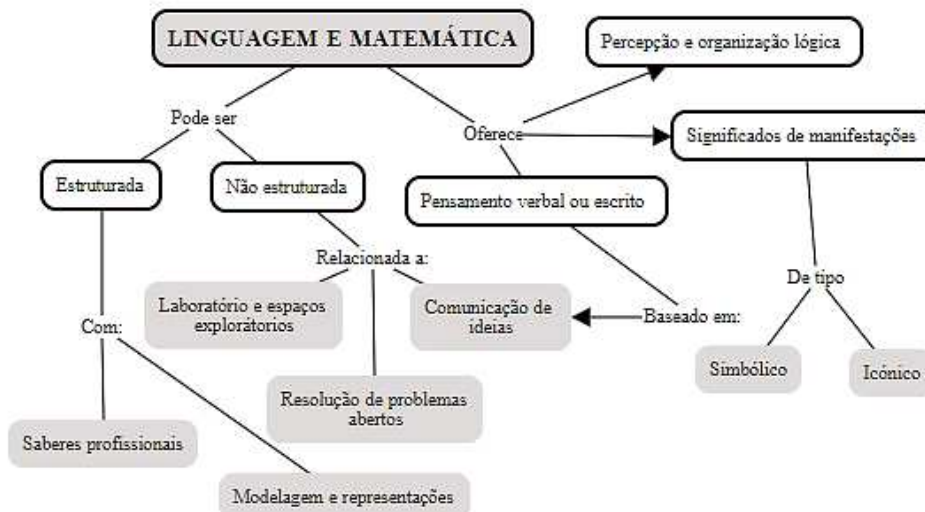 LINGUAGEM E MATEMÁTICA
Percepção e organização lógica
Pode ser
Oferece
Significados de manifestações
Estruturada
Não estruturada
Pensamento verbal ou escrito
Relacionada a:
De tipo
Laboratório e espaços
explorátorios
Comunicação de
ideias
Baseado em:
Com:
Simbólico
Icónico
Resolução de problemas
abertos
Saberes profissionais
Modelagem e representações